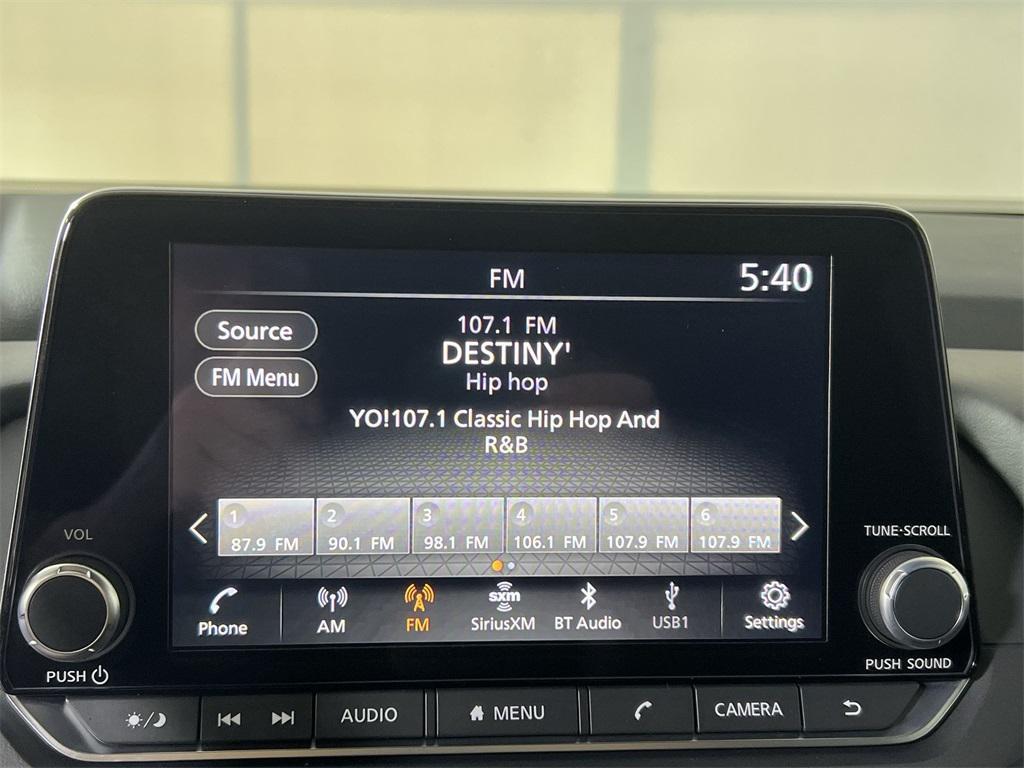 FM
5:40
Source
107.1 FM
DESTINY'
FM Menu
Hip hop
YO!107.1 Classic Hip Hop And
R&B
1
2
3
4
5
6
87.9 FM
90.1 FM
98.1 FM
106.1 FM
107.9 FM
107.9 FM
VOL
TUNE·SCROLL
sxm
Phone
AM
FM
SiriusXM
BT Audio
USB1
Settings
PUSH
PUSH SOUND
AUDIO
MENU
CAMERA